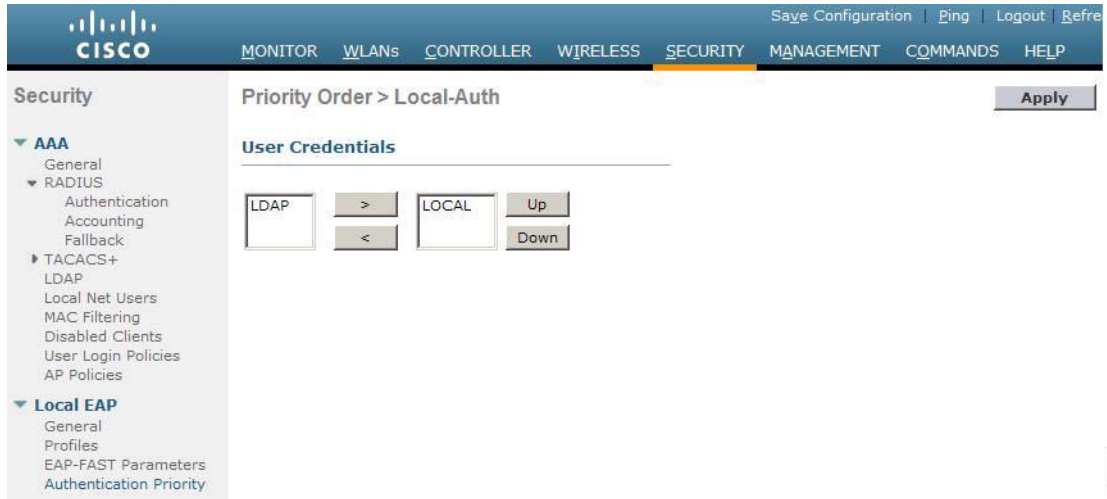 Save Configuration | Ping | Logout | Refre
CISCO
MONITOR WLANs CONTROLLER WIRELESS SECURITY MANAGEMENT COMMANDS HELP
Security
Priority Order > Local-Auth
Apply
AAA
General
RADIUS
Authentication
Accounting
Fallback
TACACS+
LDAP
Local Net Users
MAC Filtering
Disabled Clients
User Login Policies
AP Policies
Local EAP
General
Profiles
EAP-FAST Parameters
Authentication Priority
User Credentials
LDAP > LOCAL Up
< Down